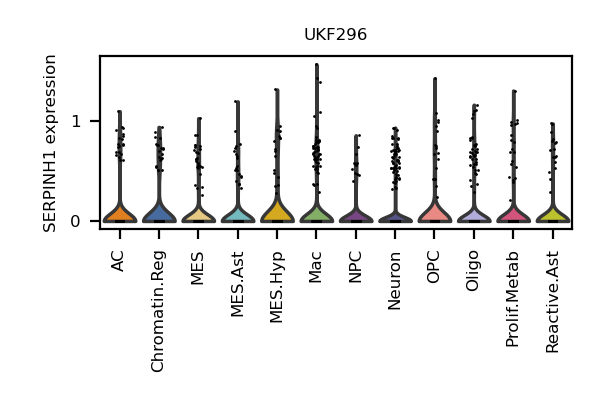 UKF296
SERPINH1 expression
1
0
AC
Chromatin.Reg
MES
MES.Ast
MES.Hyp
Mac
NPC
Neuron
OPC
Oligo
Prolif.Metab
Reactive.Ast